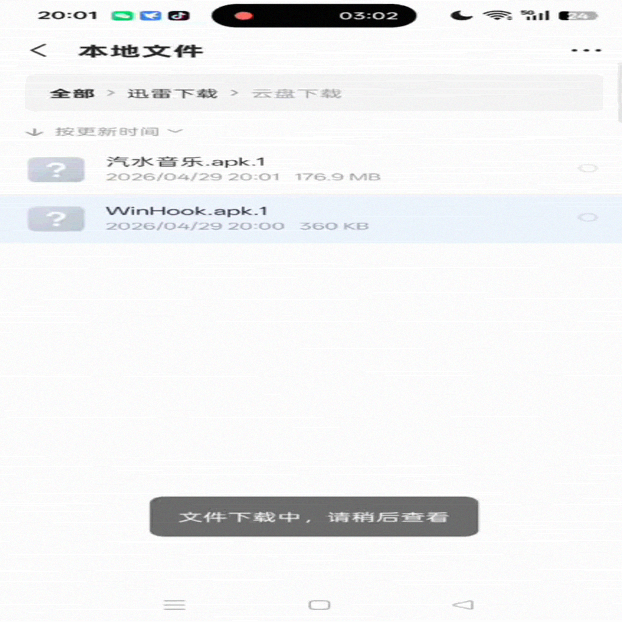 20:01 03:02 5G 24
本地文件
全部 > 迅雷下载 > 云盘下载
按更新时间
汽水音乐.apk.1
2026/04/29 20:01 176.9 MB
WinHook.apk.1
2026/04/29 20:00 360 KB
文件下载中，请稍后查看